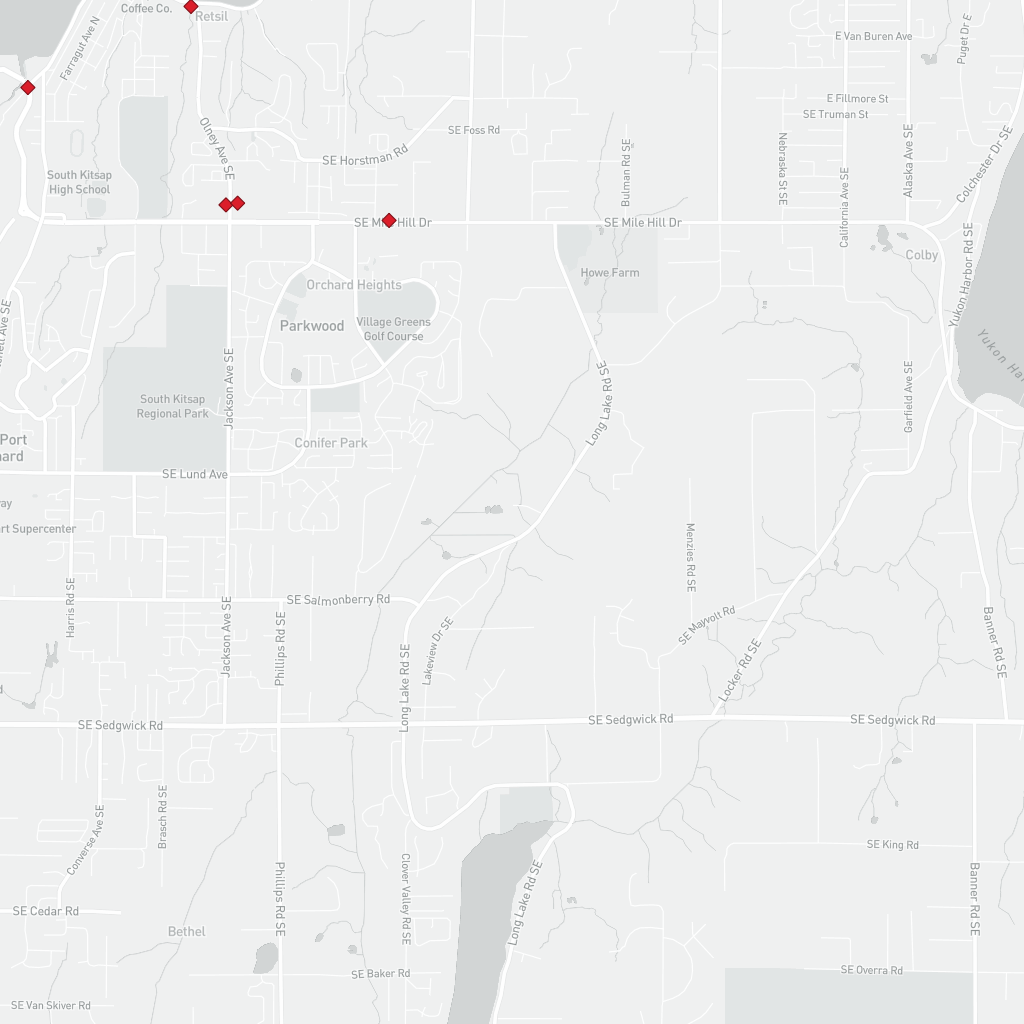 Coffee Co.
Retsil
Farragut Ave N
E Van Buren Ave
Puget Dr E
E Fillmore St
SE Truman St
Olney Ave SE
SE Foss Rd
SE Horstman Rd
Bulman Rd SE
Nebraska St SE
California Ave SE
Alaska Ave SE
Colchester Dr SE
South Kitsap
High School
SE Mile Hill Dr
SE Mile Hill Dr
Colby
Yukon Harbor Rd SE
Howe Farm
Orchard Heights
Parkwood
Village Greens
Golf Course
Yukon Har
Jackson Ave SE
Long Lake Rd SE
Garfield Ave SE
South Kitsap
Regional Park
Port
Conifer Park
SE Lund Ave
Menzies Rd SE
Harris Rd SE
SE Salmonberry Rd
Jackson Ave SE
Phillips Rd SE
Lakeview Dr SE
Long Lake Rd SE
SE Mayvolt Rd
Locker Rd SE
Banner Rd SE
SE Sedgwick Rd
SE Sedgwick Rd
SE Sedgwick Rd
Converse Ave SE
Brasch Rd SE
Phillips Rd SE
Clover Valley Rd SE
Long Lake Rd SE
SE King Rd
Banner Rd SE
SE Cedar Rd
Bethel
SE Baker Rd
SE Overra Rd
SE Van Skiver Rd
rt Supercenter